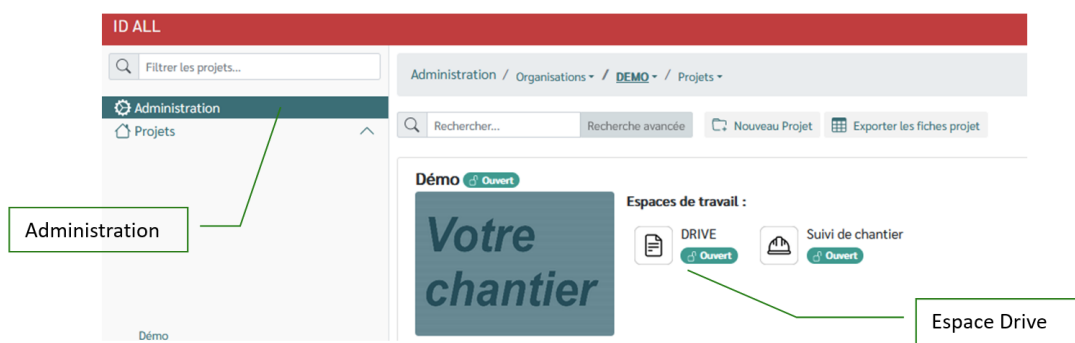 ID ALL
Filtrer les projets...
Administration
Projets
Démo
Administration / Organisations / DEMO / Projets
Rechercher... Recherche avancée Nouveau Projet Exporter les fiches projet
Démo Ouvert
Votre
chantier
Espaces de travail :
DRIVE
Ouvert
Suivi de chantier
Ouvert
Administration
Espace Drive